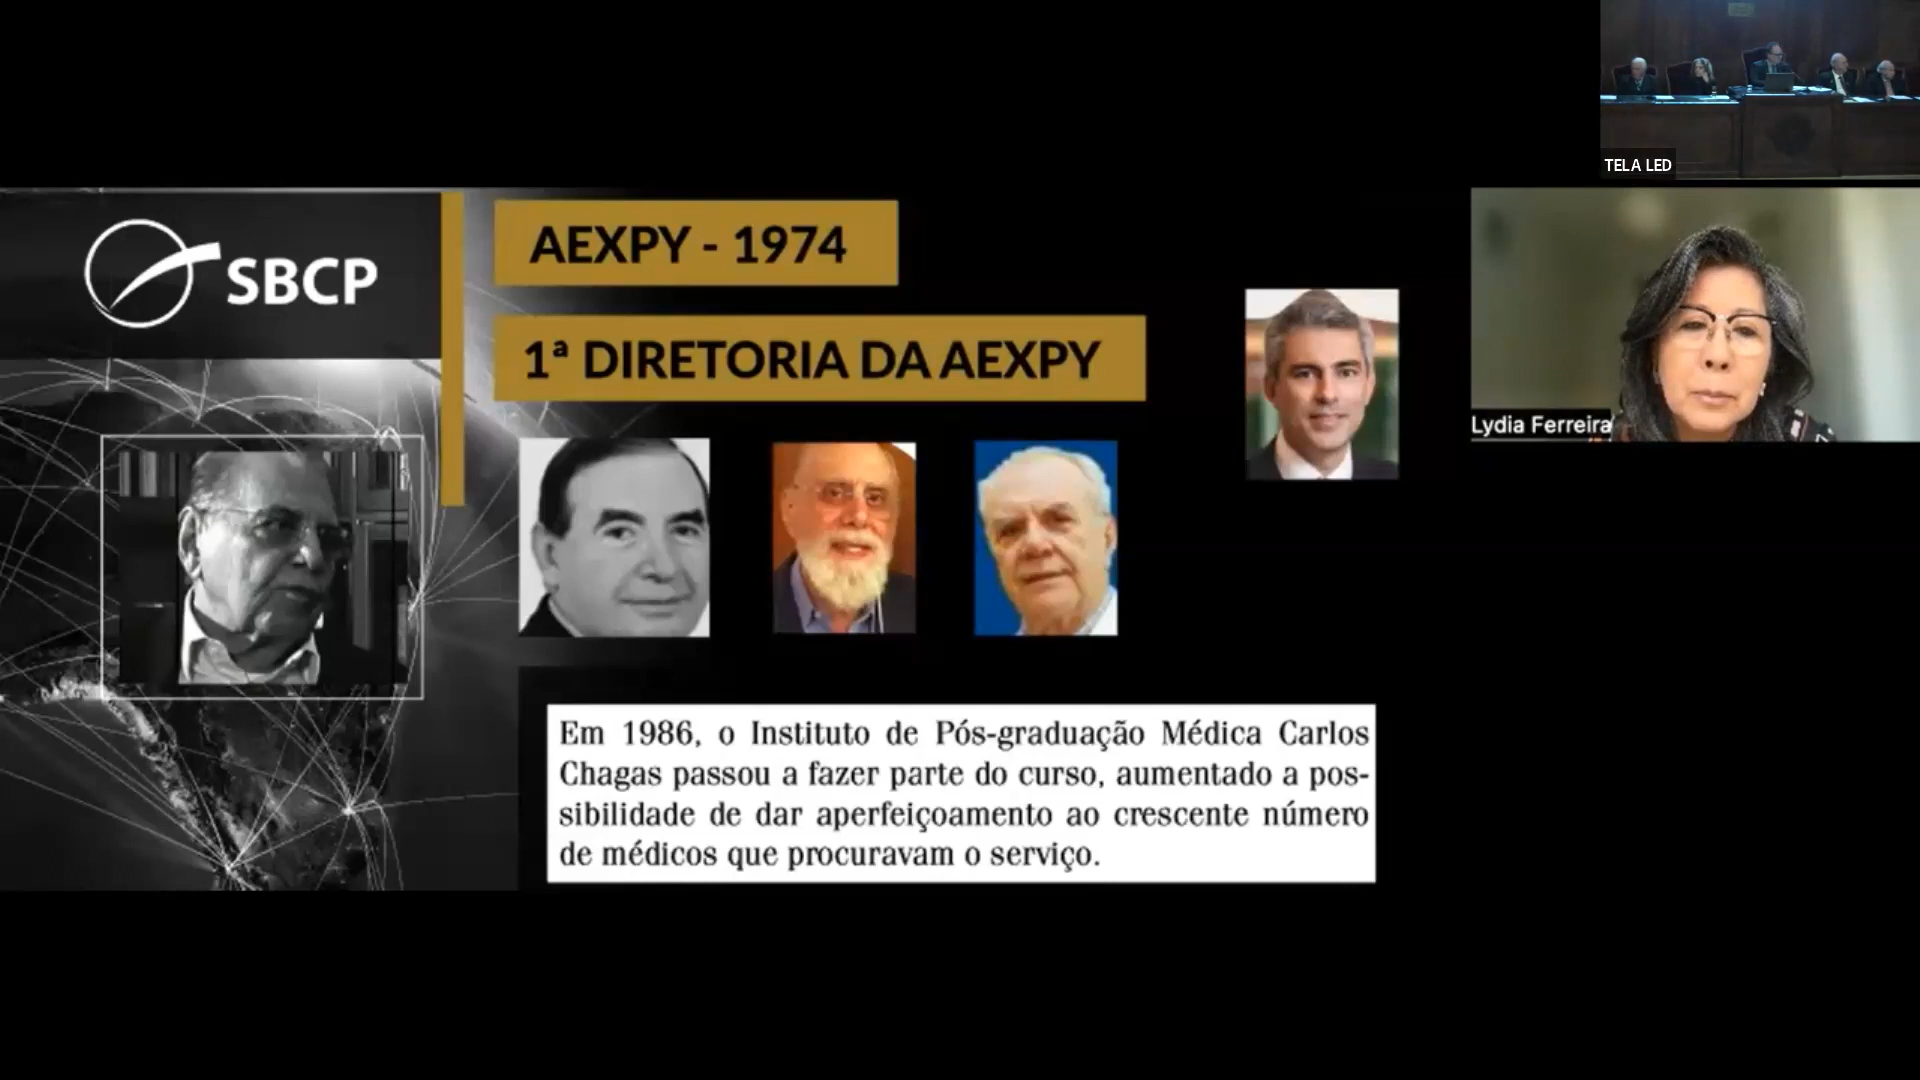 TELA LED
SBCP
AEXPY - 1974
1ª DIRETORIA DA AEXPY
Lydia Ferreira
Em 1986, o Instituto de Pós-graduação Médica Carlos
Chagas passou a fazer parte do curso, aumentado a pos-
sibilidade de dar aperfeiçoamento ao crescente número
de médicos que procuravam o serviço.